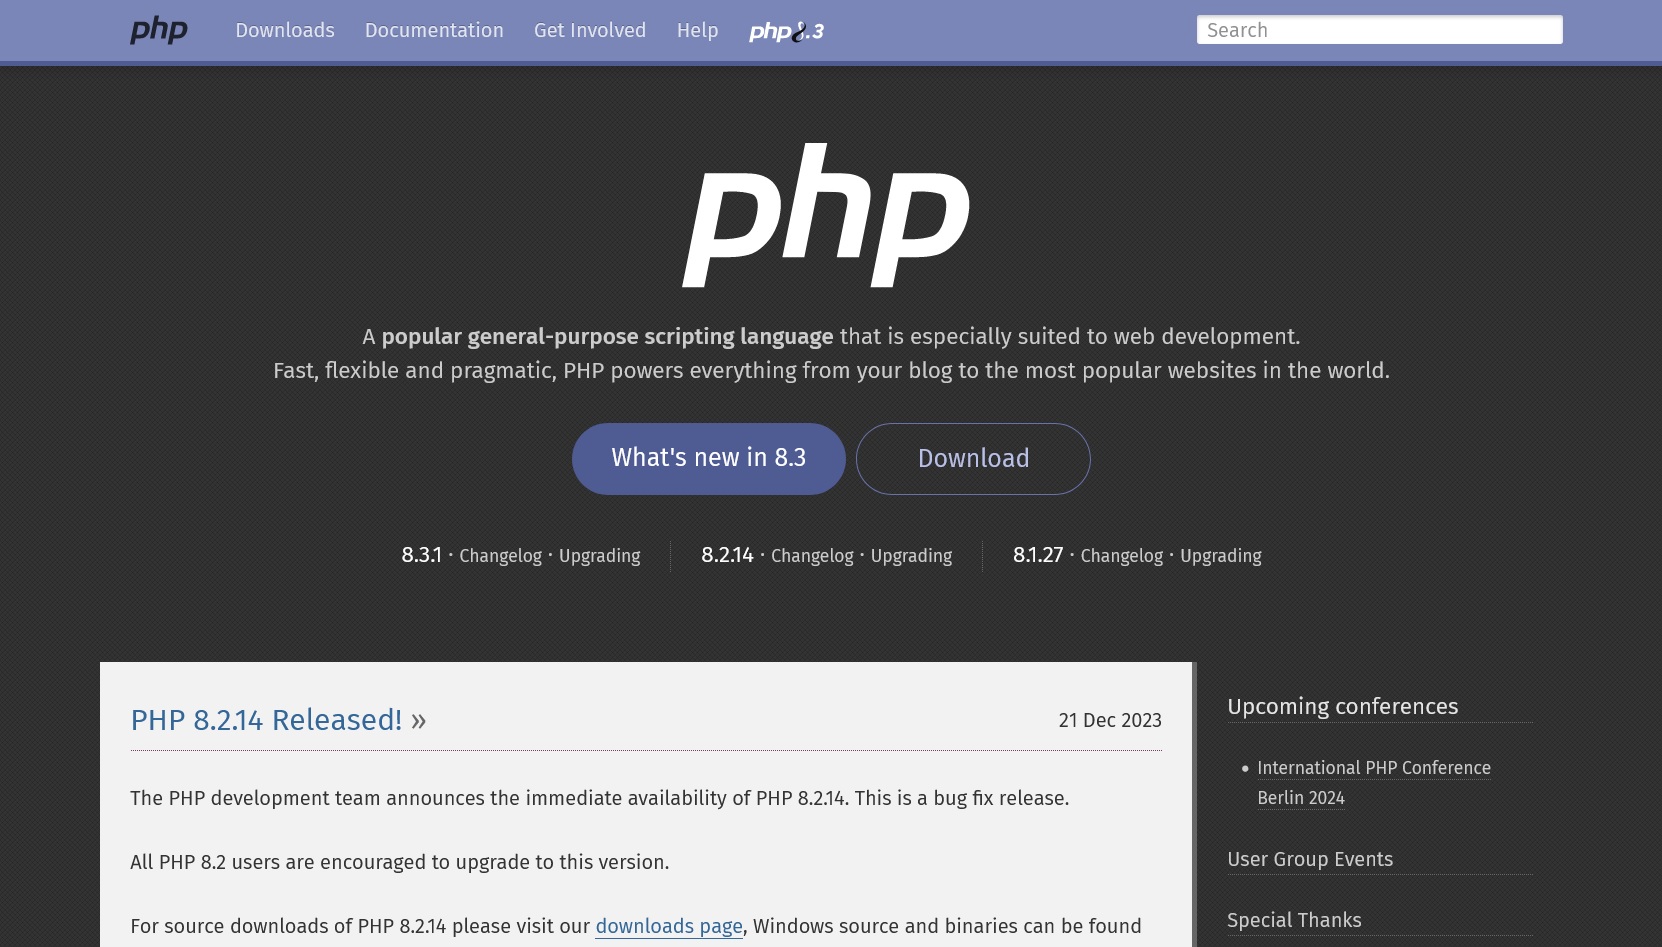 php Downloads Documentation Get Involved Help php8.3 Search
php
A popular general-purpose scripting language that is especially suited to web development.
Fast, flexible and pragmatic, PHP powers everything from your blog to the most popular websites in the world.
What's new in 8.3 Download
8.3.1 · Changelog · Upgrading 8.2.14 · Changelog · Upgrading 8.1.27 · Changelog · Upgrading
PHP 8.2.14 Released! » 21 Dec 2023
The PHP development team announces the immediate availability of PHP 8.2.14. This is a bug fix release.
All PHP 8.2 users are encouraged to upgrade to this version.
For source downloads of PHP 8.2.14 please visit our downloads page, Windows source and binaries can be found
Upcoming conferences
• International PHP Conference
Berlin 2024
User Group Events
Special Thanks